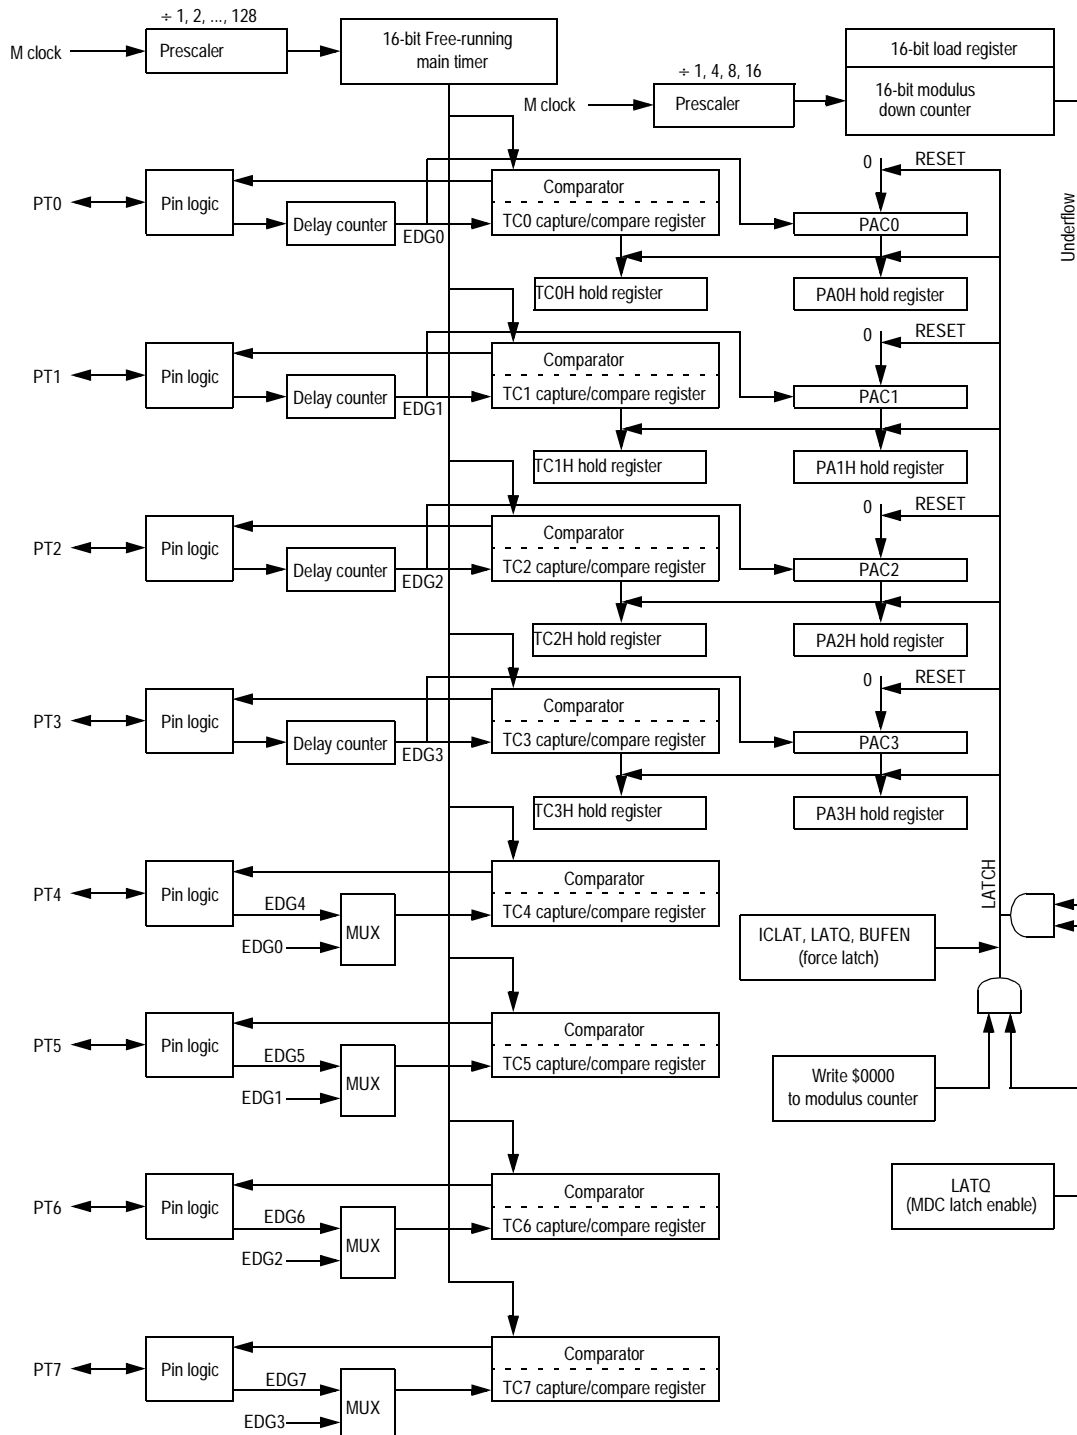 ÷ 1, 2, ..., 128
M clock
Prescaler
16-bit Free-running
main timer
÷ 1, 4, 8, 16
M clock
Prescaler
16-bit load register
16-bit modulus
down counter
Underflow
PT0
Pin logic
Delay counter
EDG0
Comparator
TC0 capture/compare register
TC0H hold register
0
RESET
PAC0
PA0H hold register
PT1
Pin logic
Delay counter
EDG1
Comparator
TC1 capture/compare register
TC1H hold register
0
RESET
PAC1
PA1H hold register
PT2
Pin logic
Delay counter
EDG2
Comparator
TC2 capture/compare register
TC2H hold register
0
RESET
PAC2
PA2H hold register
PT3
Pin logic
Delay counter
EDG3
Comparator
TC3 capture/compare register
TC3H hold register
0
RESET
PAC3
PA3H hold register
PT4
Pin logic
EDG4
EDG0
MUX
Comparator
TC4 capture/compare register
LATCH
ICLAT, LATQ, BUFEN
(force latch)
PT5
Pin logic
EDG5
EDG1
MUX
Comparator
TC5 capture/compare register
Write $0000
to modulus counter
PT6
Pin logic
EDG6
EDG2
MUX
Comparator
TC6 capture/compare register
LATQ
(MDC latch enable)
PT7
Pin logic
EDG7
EDG3
MUX
Comparator
TC7 capture/compare register